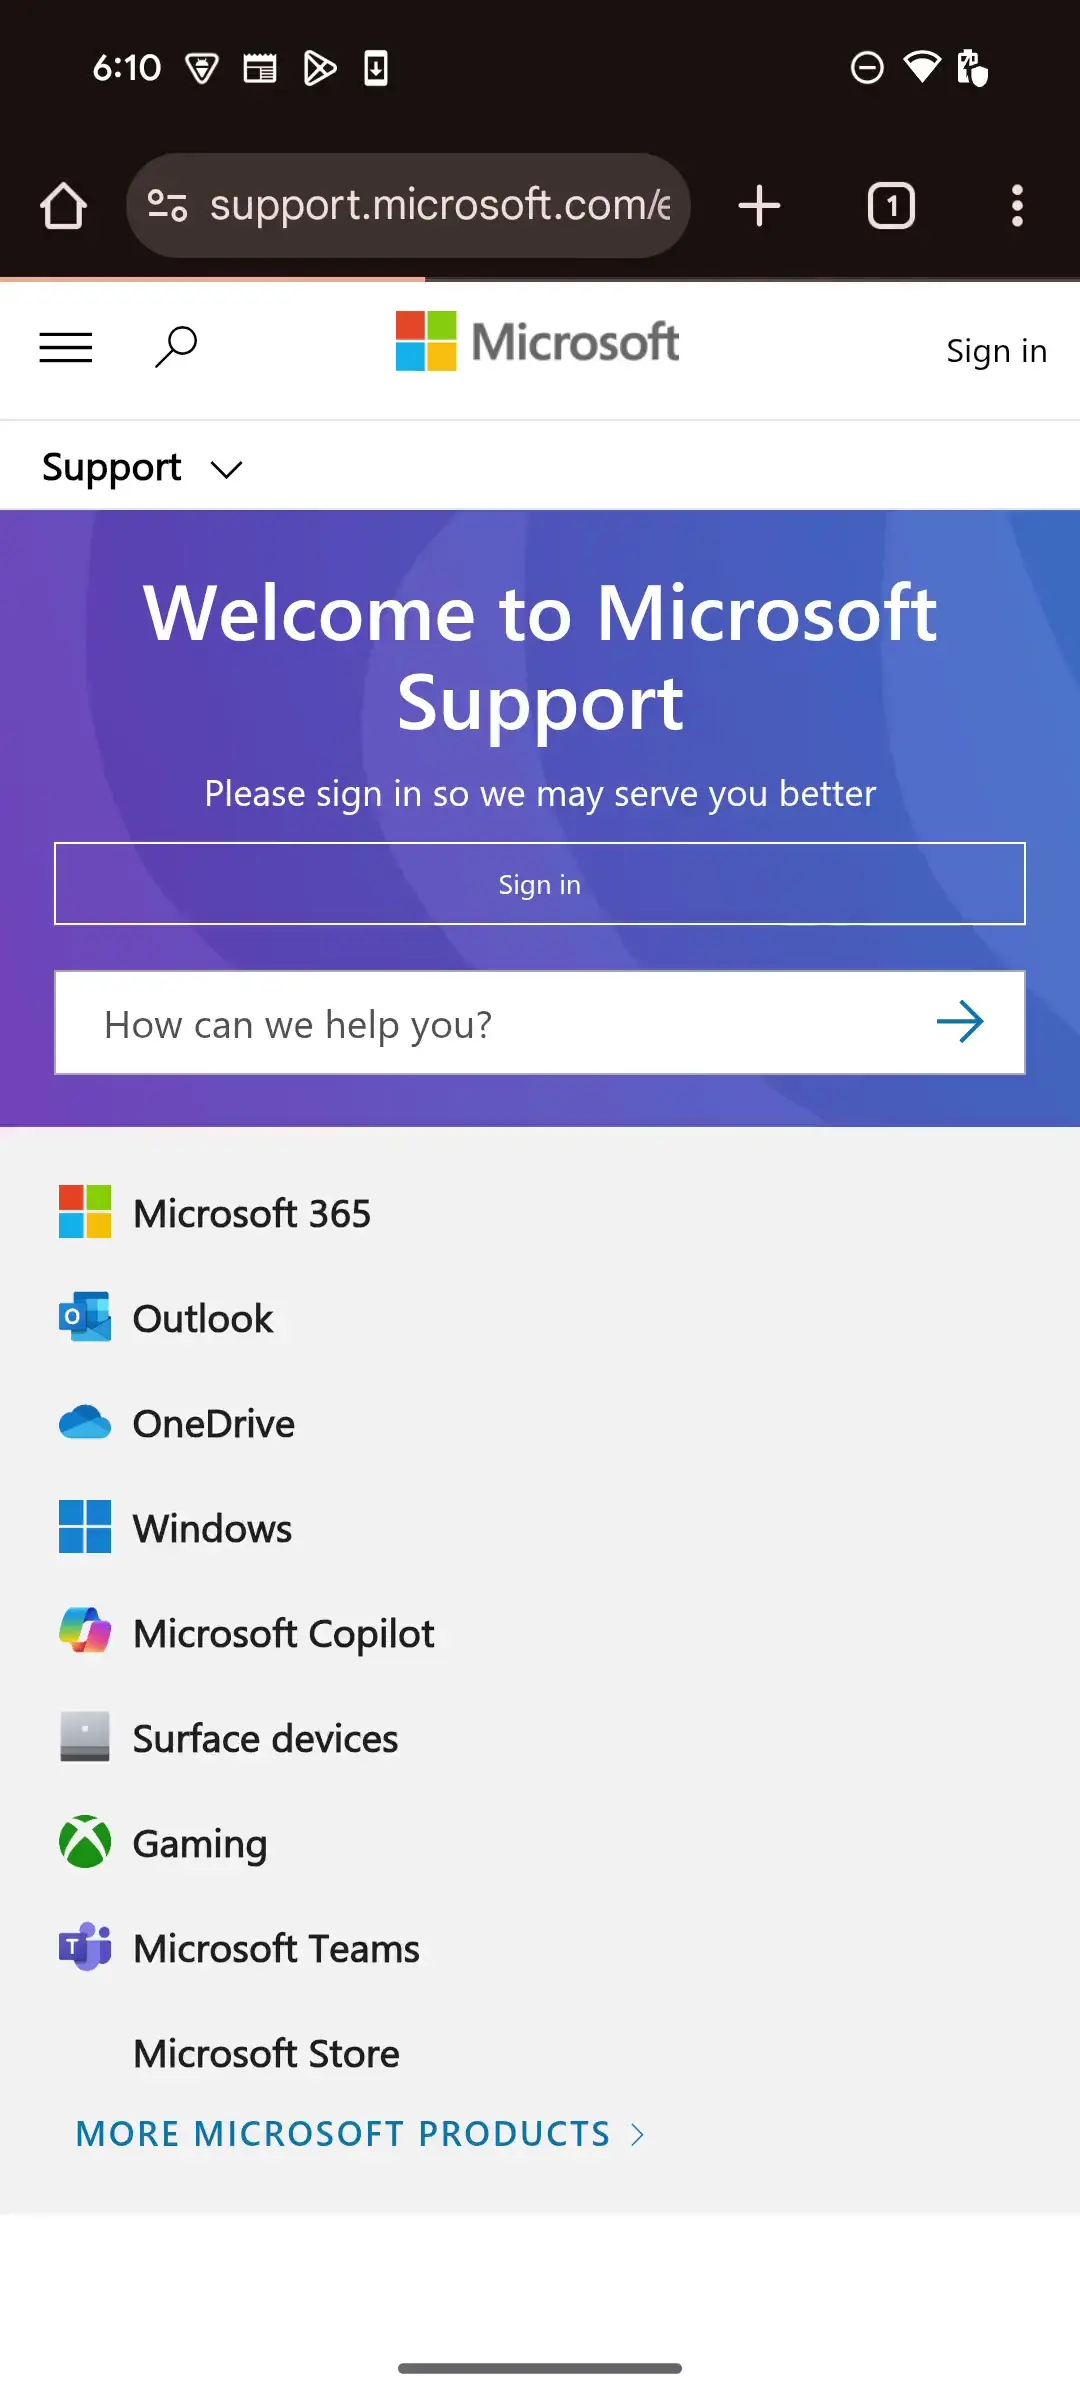 6:10
support.microsoft.com/e
1
Microsoft
Sign in
Support
Welcome to Microsoft
Support
Please sign in so we may serve you better
Sign in
How can we help you?
Microsoft 365
Outlook
OneDrive
Windows
Microsoft Copilot
Surface devices
Gaming
Microsoft Teams
Microsoft Store
MORE MICROSOFT PRODUCTS